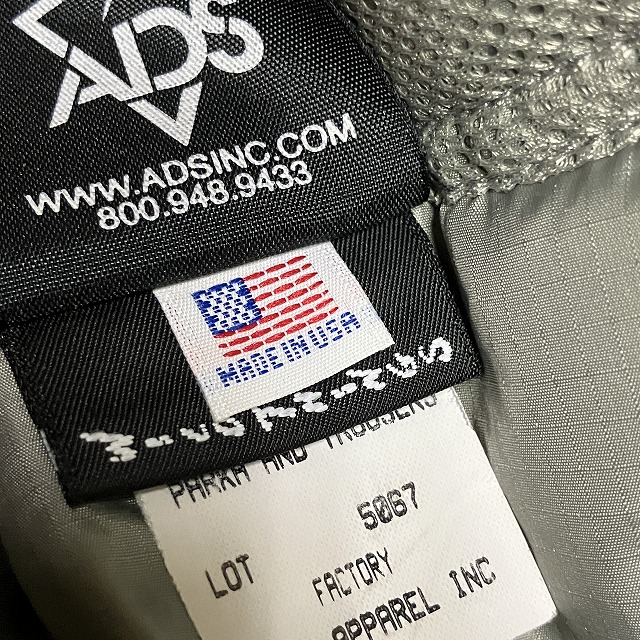 ADS
WWW.ADSINC.COM
800.948.9433
MADE IN USA
PARKA AND TROUSERS
5067
LOT
FACTORY
APPAREL INC